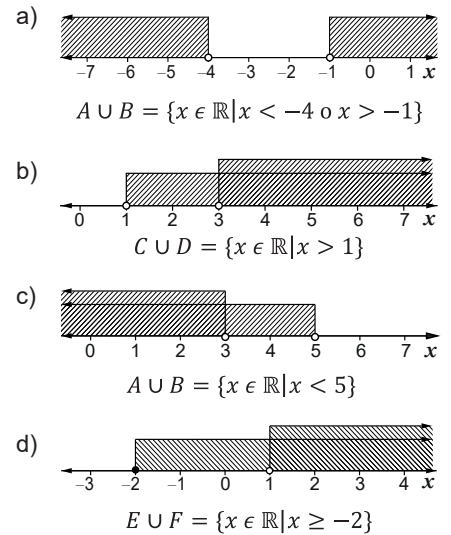 a)
–7 –6 –5 –4 –3 –2 –1 0 1 x
A ∪ B = {x ϵ ℝ|x < −4 o x > −1}
b)
0 1 2 3 4 5 6 7 x
C ∪ D = {x ϵ ℝ|x > 1}
c)
0 1 2 3 4 5 6 7 x
A ∪ B = {x ϵ ℝ|x < 5}
d)
–3 –2 –1 0 1 2 3 4 x
E ∪ F = {x ϵ ℝ|x ≥ −2}